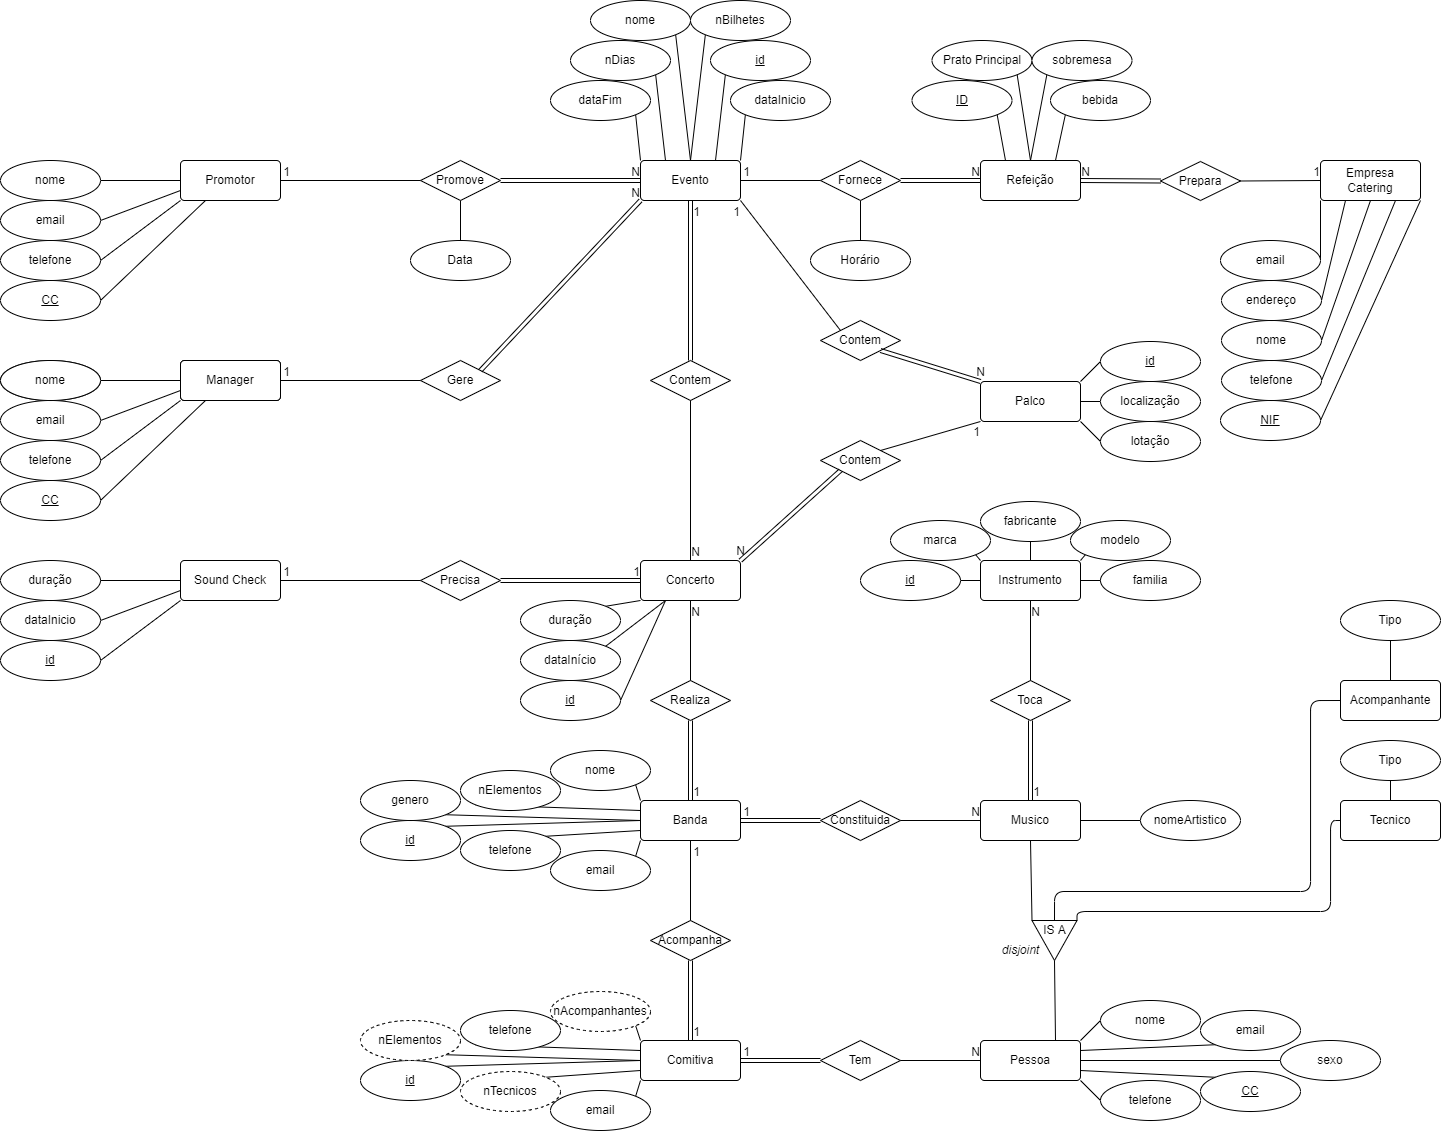 nome
nBilhetes
nDias
id
Prato Principal
sobremesa
dataFim
dataInicio
ID
bebida
nome
Promotor
1
Promove
N
Evento
1
Fornece
N
Refeição
N
Prepara
1
Empresa
Catering
N
1
1
email
telefone
Data
Horário
email
CC
endereço
nome
Contem
nome
Manager
1
Gere
Contem
N
id
email
Palco
localização
telefone
1
lotação
telefone
NIF
CC
Contem
fabricante
marca
modelo
N
N
duração
Sound Check
1
Precisa
1
Concerto
id
Instrumento
familia
N
N
dataInicio
duração
Tipo
id
dataInício
id
Realiza
Toca
Acompanhante
nome
Tipo
nElementos
1
1
genero
Banda
1
Constituida
N
Musico
nomeArtistico
Tecnico
id
telefone
1
email
Acompanha
IS A
disjoint
nAcompanhantes
nome
telefone
email
nElementos
1
Comitiva
1
Tem
N
Pessoa
sexo
id
nTecnicos
CC
email
telefone